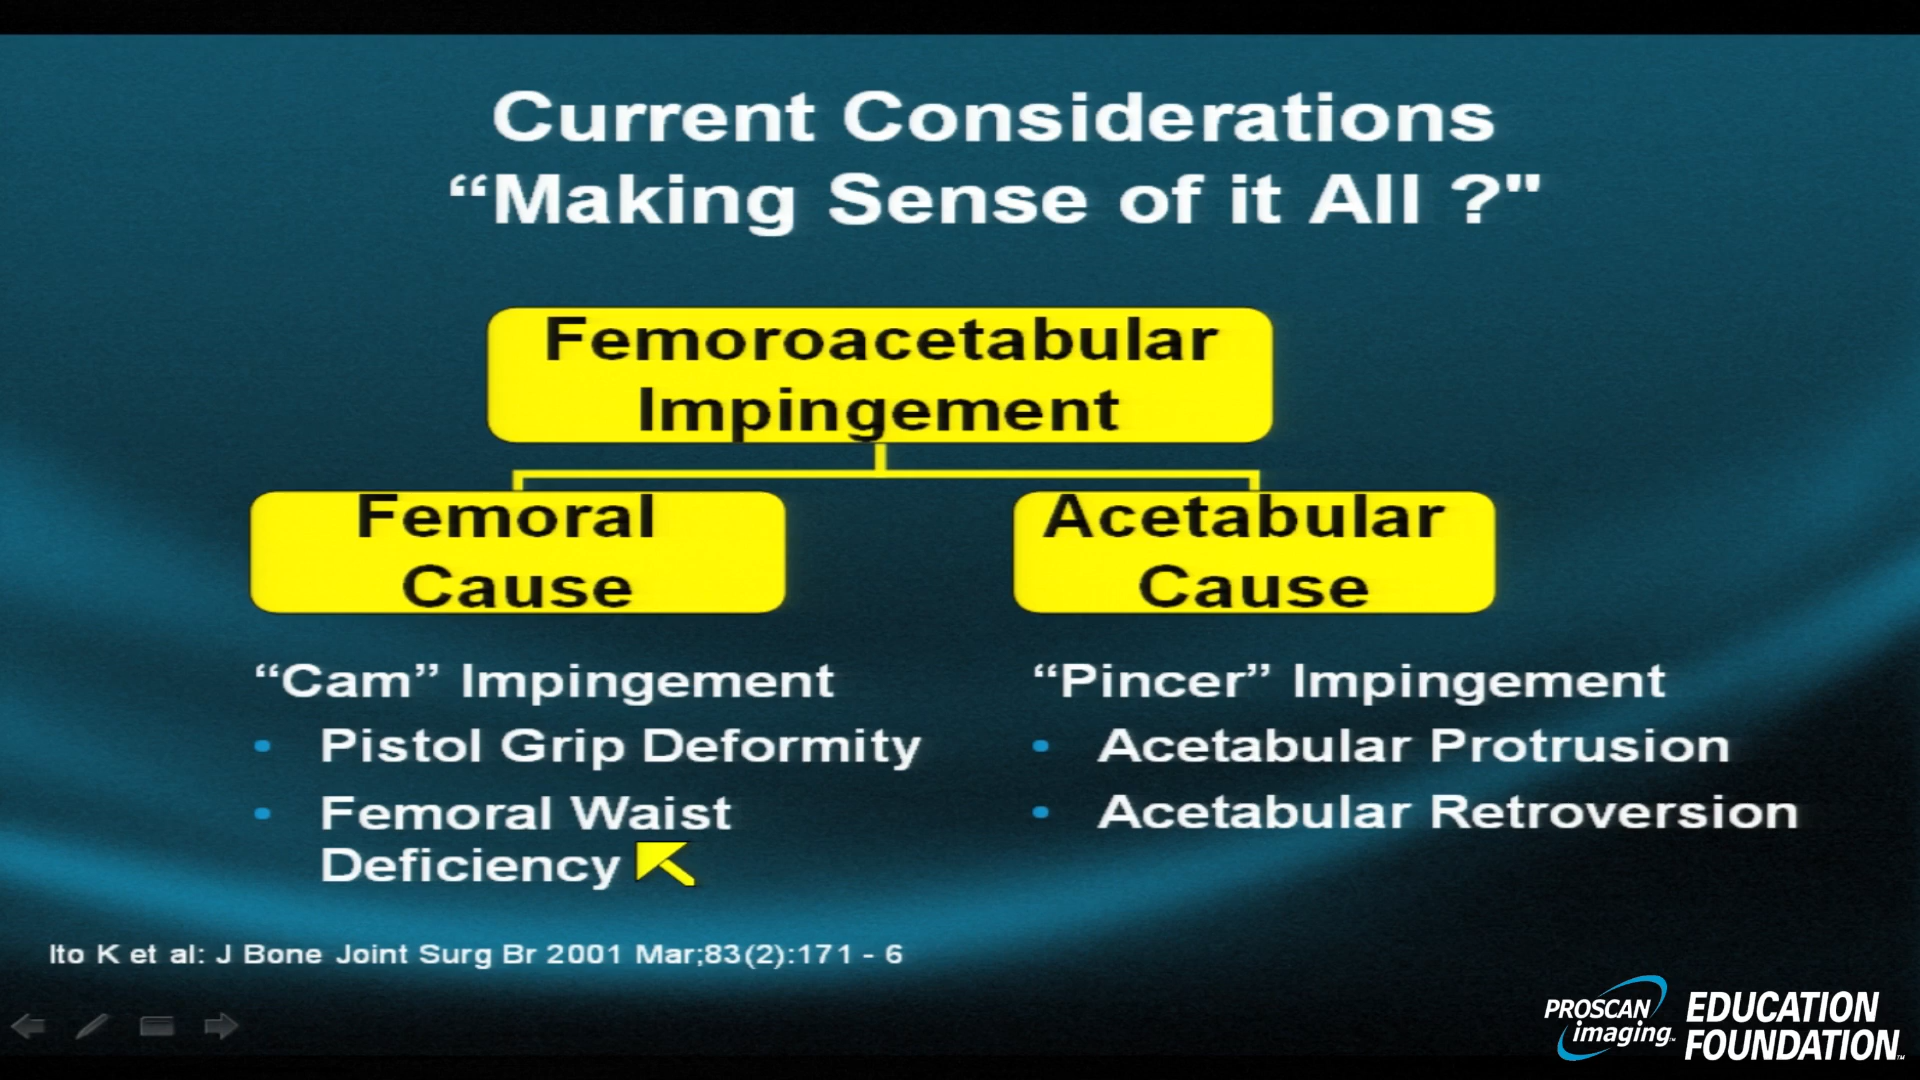 Current Considerations
“Making Sense of it All ?"
Femoroacetabular
Impingement
Femoral
Cause
Acetabular
Cause
“Cam” Impingement
• Pistol Grip Deformity
• Femoral Waist
Deficiency
“Pincer” Impingement
• Acetabular Protrusion
• Acetabular Retroversion
Ito K et al: J Bone Joint Surg Br 2001 Mar;83(2):171 - 6
PROSCAN
imaging™
EDUCATION
FOUNDATION™